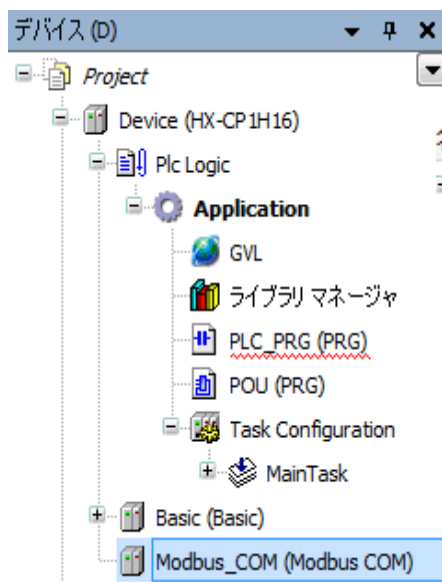 デバイス (D)
Project
Device (HX-CP1H16)
Plc Logic
Application
GVL
ライブラリ マネージャ
PLC_PRG (PRG)
POU (PRG)
Task Configuration
MainTask
Basic (Basic)
Modbus_COM (Modbus COM)